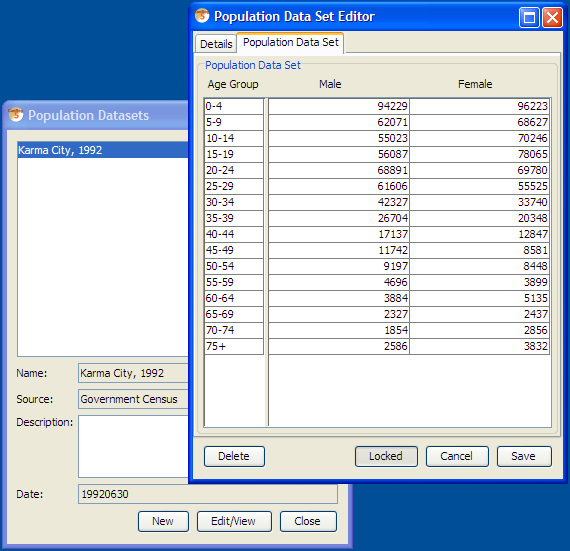 Population Data Set Editor
Details Population Data Set
Population Data Set
Age Group Male Female
0-4 94229 96223
5-9 62071 68627
10-14 55023 70246
15-19 56087 78065
20-24 68891 69780
25-29 61606 55525
30-34 42327 33740
35-39 26704 20348
40-44 17137 12847
45-49 11742 8581
50-54 9197 8448
55-59 4696 3899
60-64 3884 5135
65-69 2327 2437
70-74 1854 2856
75+ 2586 3832
Delete Locked Cancel Save
Population Datasets
Karma City, 1992
Name: Karma City, 1992
Source: Government Census
Description:
Date: 19920630
New Edit/View Close